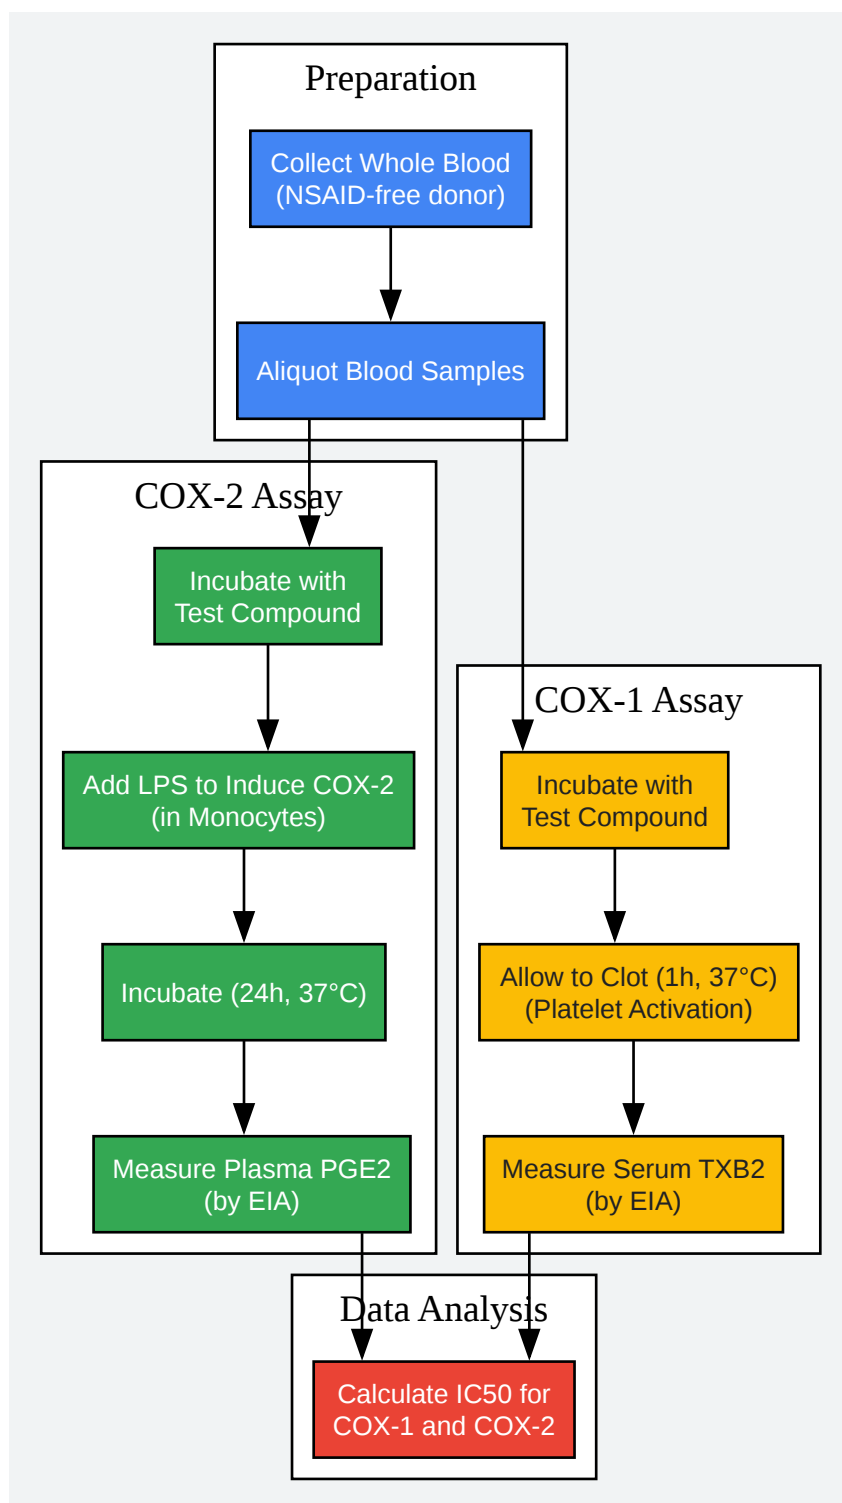 Preparation
Collect Whole Blood
(NSAID-free donor)
Aliquot Blood Samples
COX-2 Assay
Incubate with
Test Compound
Add LPS to Induce COX-2
(in Monocytes)
Incubate (24h, 37°C)
Measure Plasma PGE2
(by EIA)
COX-1 Assay
Incubate with
Test Compound
Allow to Clot (1h, 37°C)
(Platelet Activation)
Measure Serum TXB2
(by EIA)
Data Analysis
Calculate IC50 for
COX-1 and COX-2